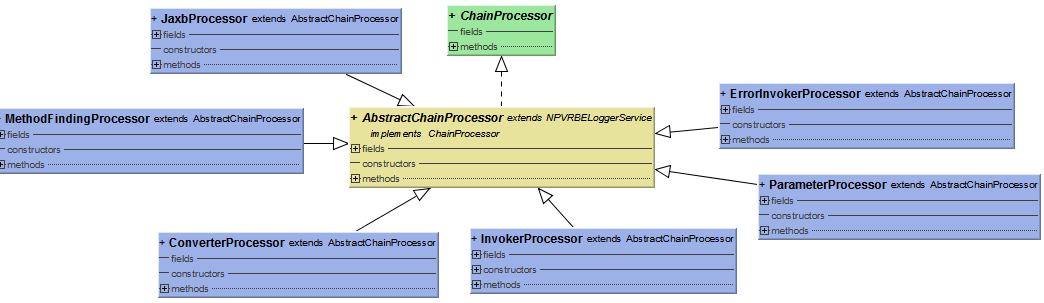 + JaxbProcessor extends AbstractChainProcessor
+ fields
constructors
+ methods
+ ChainProcessor
fields
+ methods
MethodFindingProcessor extends AbstractChainProcessor
fields
constructors
methods
+ AbstractChainProcessor extends NPVRBELoggerService
implements ChainProcessor
+ fields
constructors
+ methods
+ ErrorInvokerProcessor extends AbstractChainProcessor
+ fields
constructors
+ methods
+ ParameterProcessor extends AbstractChainProcessor
+ fields
constructors
+ methods
+ ConverterProcessor extends AbstractChainProcessor
fields
constructors
+ methods
+ InvokerProcessor extends AbstractChainProcessor
+ fields
+ constructors
+ methods